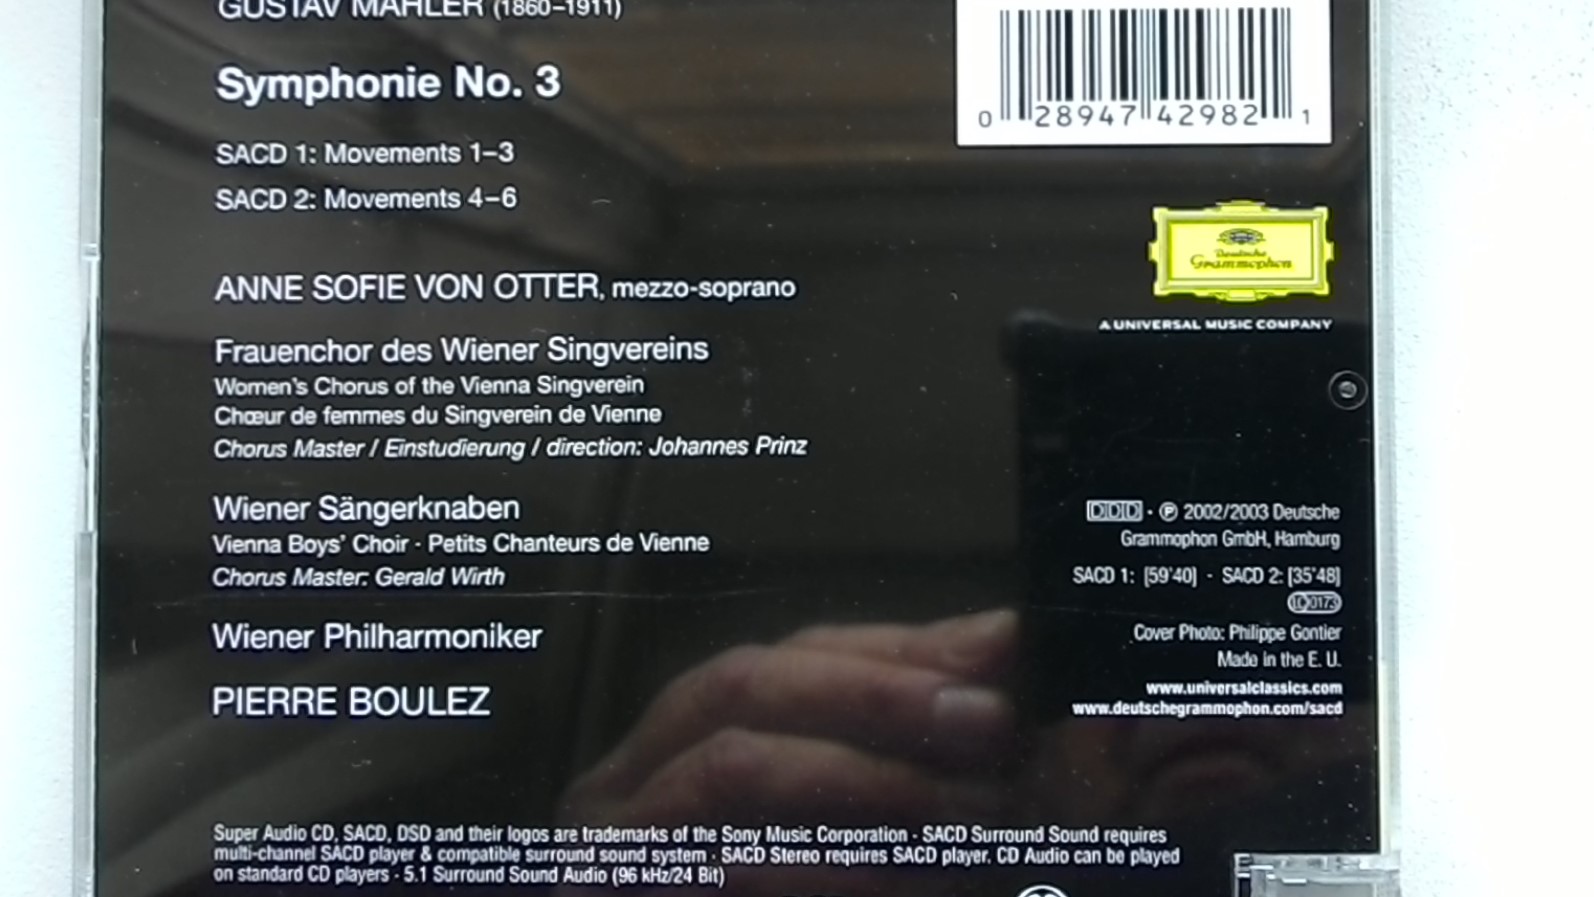 GUSTAV MAHLER (1860–1911)
Symphonie No. 3
SACD 1: Movements 1–3
SACD 2: Movements 4–6
ANNE SOFIE VON OTTER, mezzo-soprano
Frauenchor des Wiener Singvereins
Women's Chorus of the Vienna Singverein
Chœur de femmes du Singverein de Vienne
Chorus Master / Einstudierung / direction: Johannes Prinz
Wiener Sängerknaben
Vienna Boys' Choir · Petits Chanteurs de Vienne
Chorus Master: Gerald Wirth
Wiener Philharmoniker
PIERRE BOULEZ
0 28947 42982 1
Deutsche
Grammophon
A UNIVERSAL MUSIC COMPANY
DDD · ℗ 2002/2003 Deutsche
Grammophon GmbH, Hamburg
SACD 1: [59'40] · SACD 2: [35'48]
LC 0173
Cover Photo: Philippe Gontier
Made in the E. U.
www.universalclassics.com
www.deutschegrammophon.com/sacd
Super Audio CD, SACD, DSD and their logos are trademarks of the Sony Music Corporation · SACD Surround Sound requires
multi-channel SACD player & compatible surround sound system · SACD Stereo requires SACD player. CD Audio can be played
on standard CD players · 5.1 Surround Sound Audio (96 kHz/24 Bit)